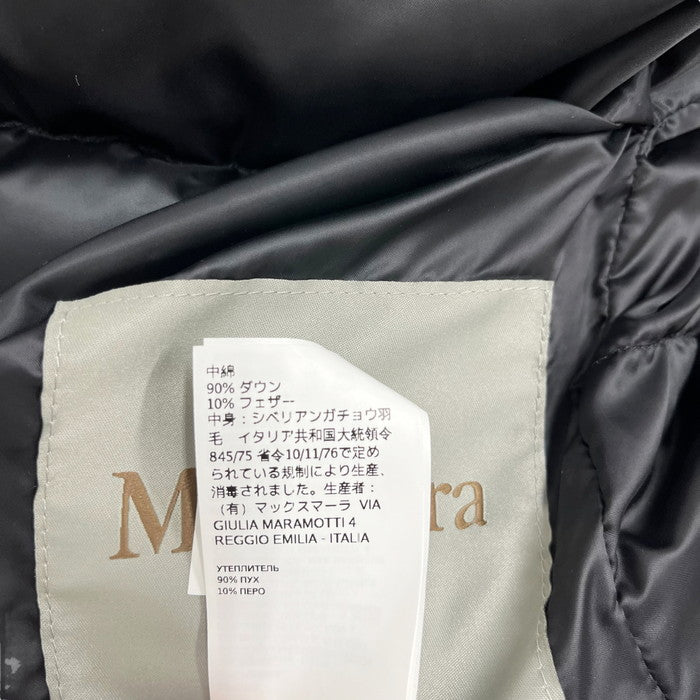 中綿
90% ダウン
10% フェザー
中身：シベリアンガチョウ羽
毛　イタリア共和国大統領令
845/75 省令10/11/76で定め
られている規制により生産、
消毒されました。生産者：
（有）マックスマーラ VIA
GIULIA MARAMOTTI 4
REGGIO EMILIA - ITALIA
УТЕПЛИТЕЛЬ
90% ПУХ
10% ПЕРО
M ra